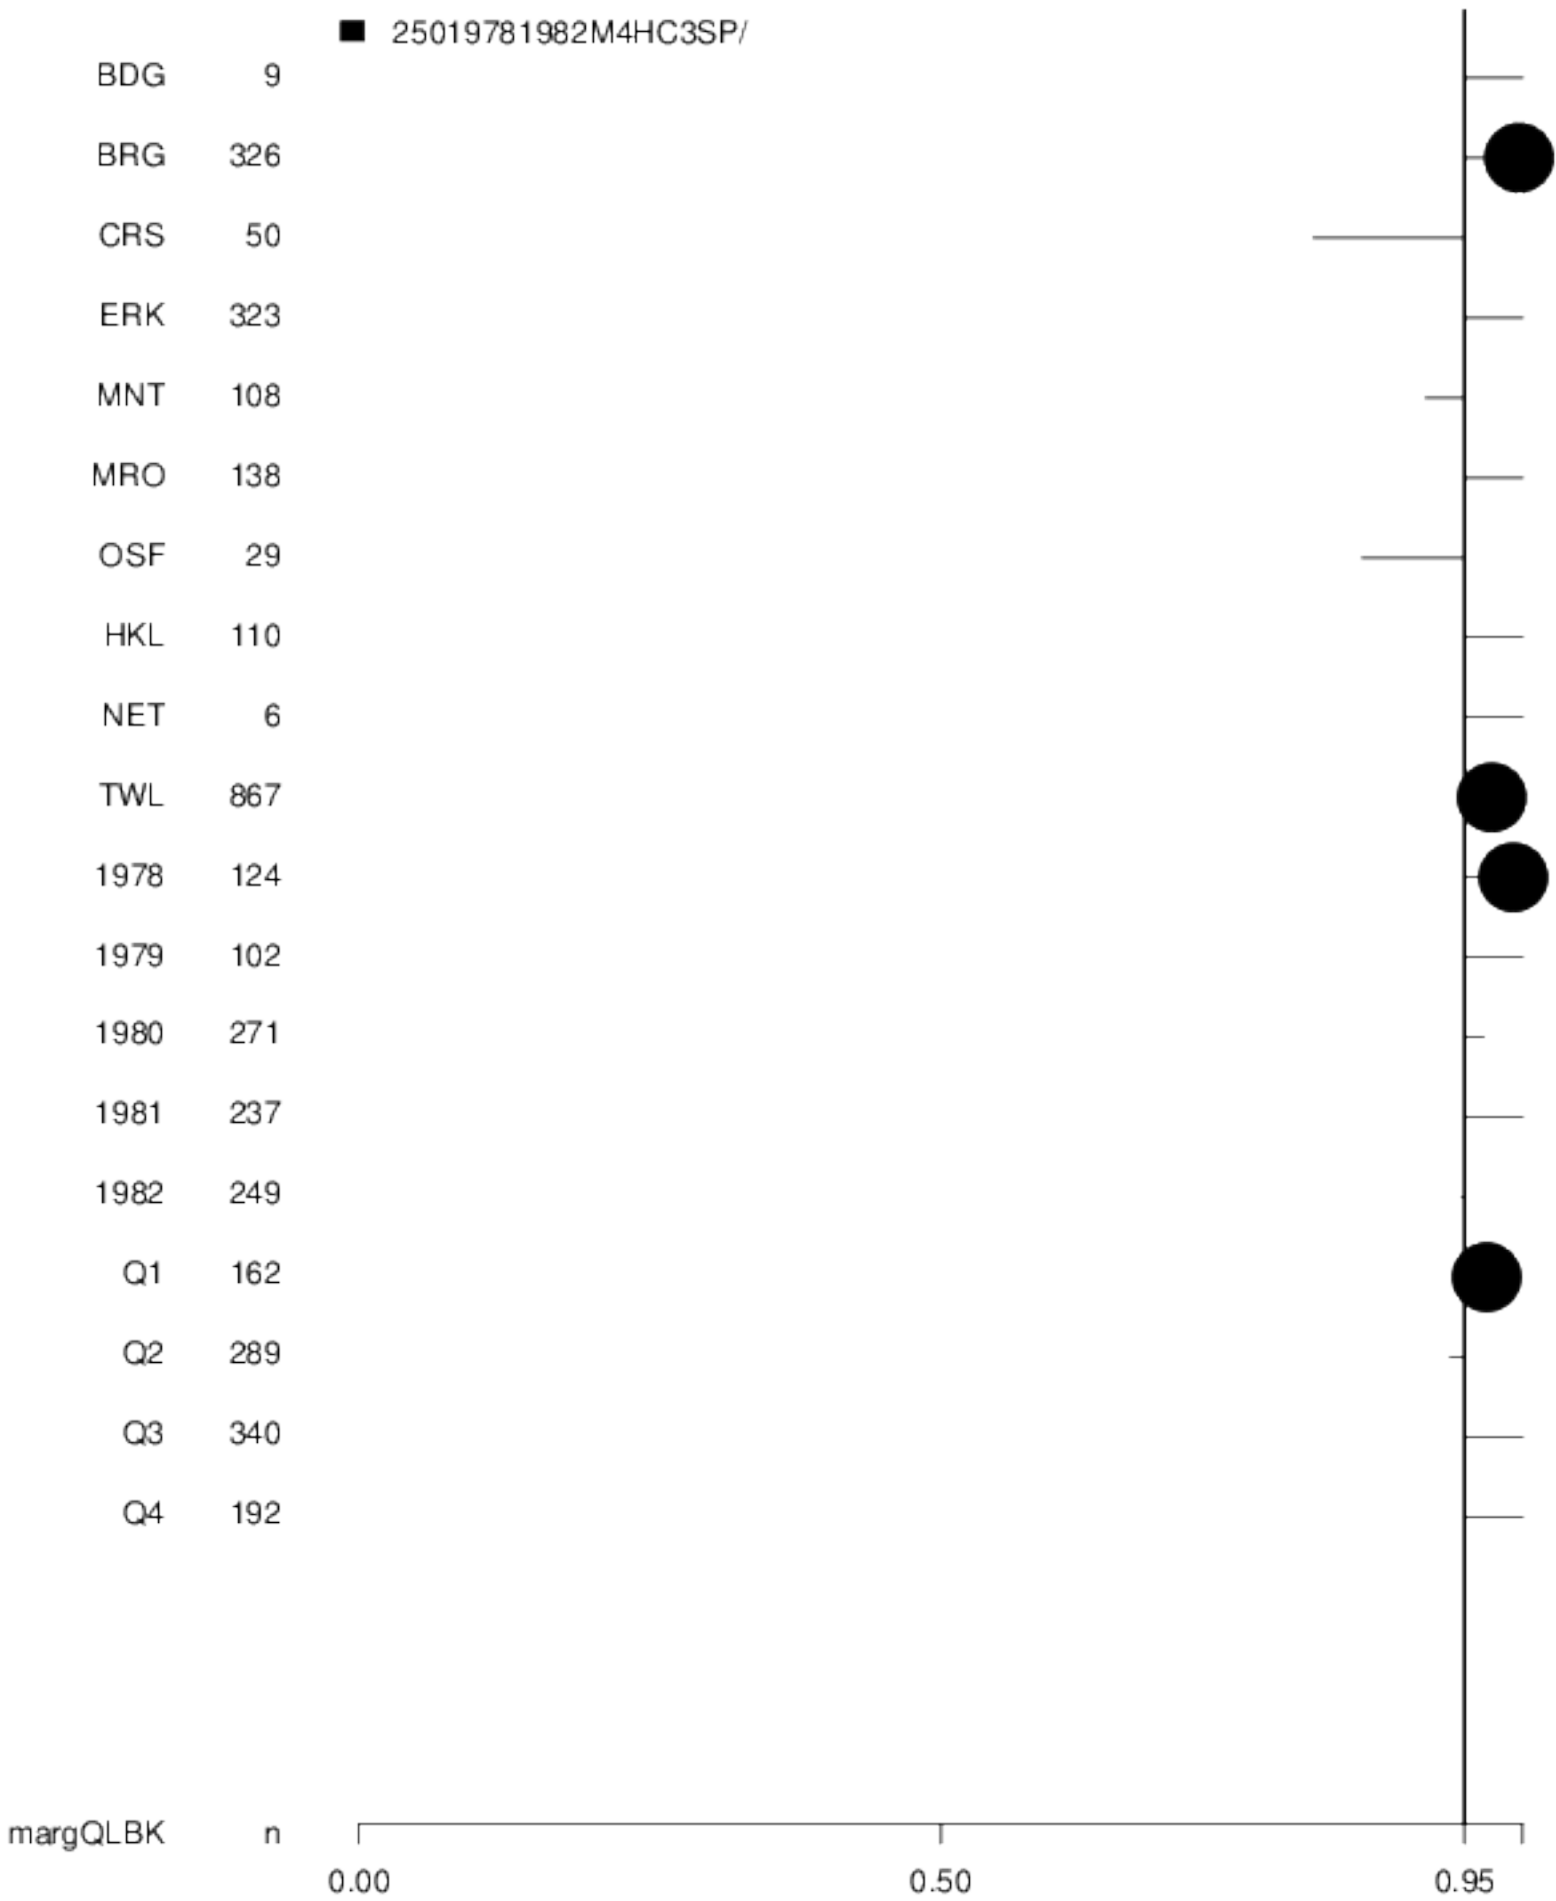 25019781982M4HC3SP/
BDG 9
BRG 326
CRS 50
ERK 323
MNT 108
MRO 138
OSF 29
HKL 110
NET 6
TWL 867
1978 124
1979 102
1980 271
1981 237
1982 249
Q1 162
Q2 289
Q3 340
Q4 192
margQLBK n
0.00 0.50 0.95